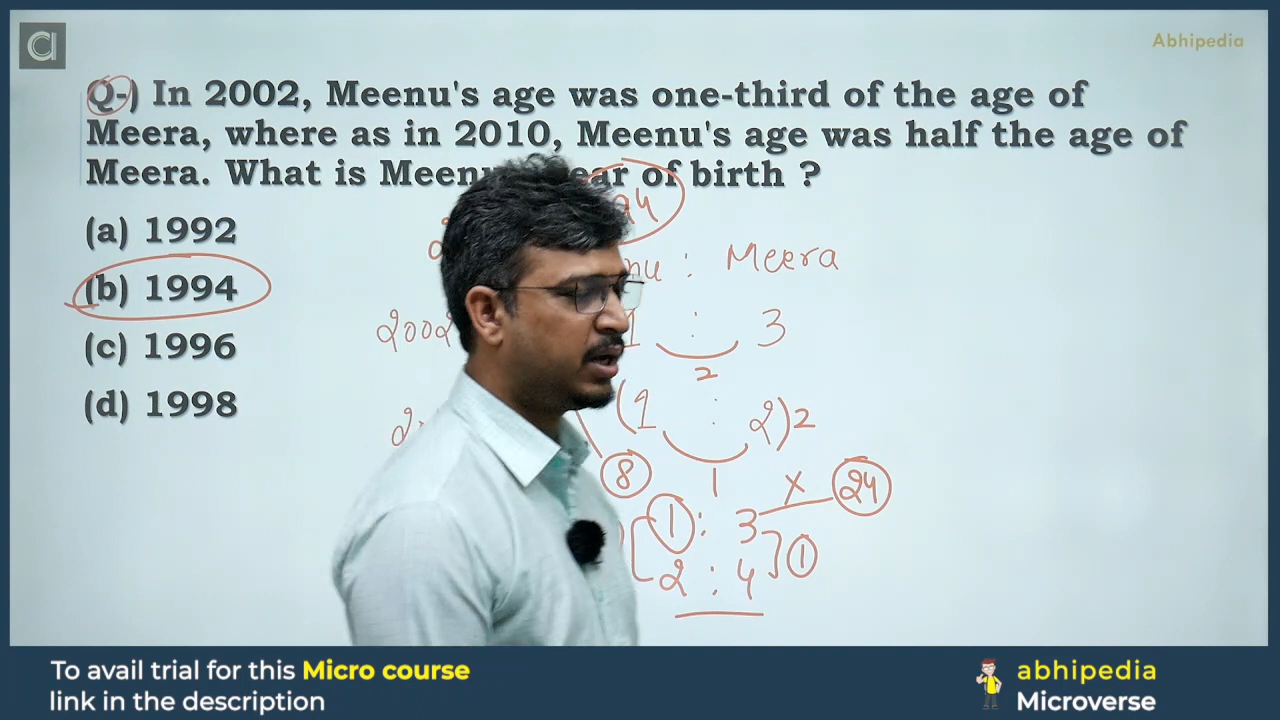 Abhipedia
Q-) In 2002, Meenu's age was one-third of the age of
Meera, where as in 2010, Meenu's age was half the age of
Meera. What is of birth ?
(a) 1992
(b) 1994
(c) 1996
(d) 1998
94
: Meera
2002 1 : 3
2
(1 : 2)2
8 1 x 24
1 : 3
1
2 : 4
To avail trial for this Micro course
link in the description
abhipedia
Microverse